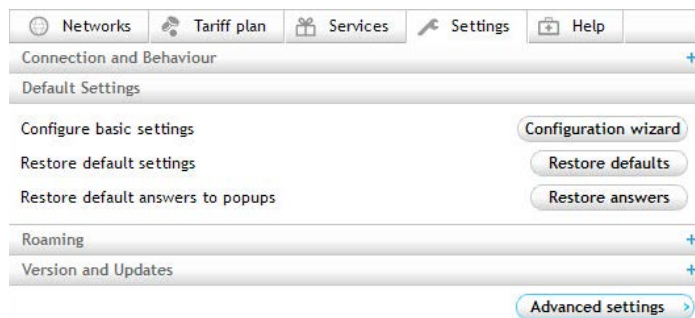 Networks Tariff plan Services Settings Help
Connection and Behaviour +
Default Settings
Configure basic settings Configuration wizard
Restore default settings Restore defaults
Restore default answers to popups Restore answers
Roaming +
Version and Updates +
Advanced settings >